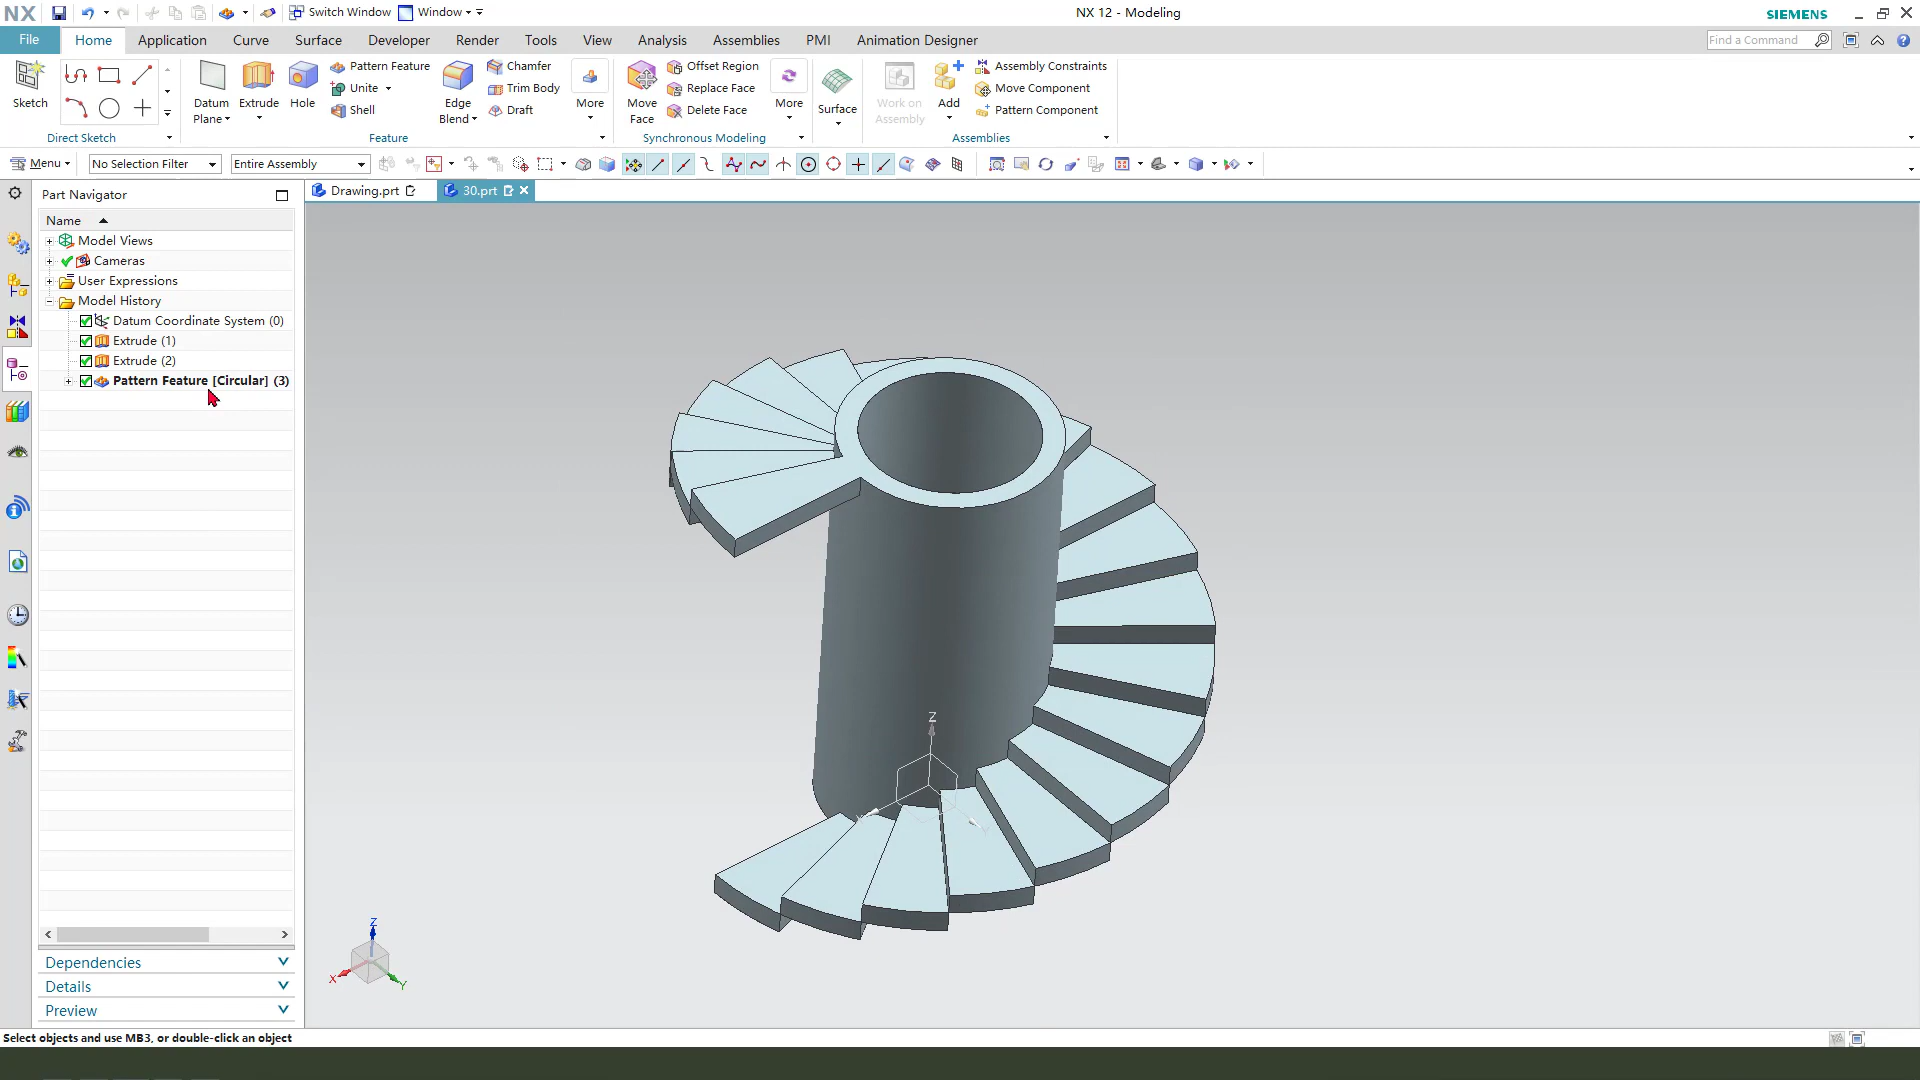 NX Switch Window Window NX 12 - Modeling SIEMENS
File Home Application Curve Surface Developer Render Tools View Analysis Assemblies PMI Animation Designer Find a Command
Sketch
Direct Sketch
Datum Plane
Extrude
Hole
Pattern Feature
Unite
Shell
Edge Blend
Chamfer
Trim Body
Draft
More
Feature
Move Face
Offset Region
Replace Face
Delete Face
More
Synchronous Modeling
Surface
Work on Assembly
Add
Assembly Constraints
Move Component
Pattern Component
Assemblies
Menu No Selection Filter Entire Assembly
Part Navigator
Drawing.prt 30.prt
Name
Model Views
Cameras
User Expressions
Model History
Datum Coordinate System (0)
Extrude (1)
Extrude (2)
Pattern Feature [Circular] (3)
Z
Z
X
Y
Dependencies
Details
Preview
Select objects and use MB3, or double-click an object